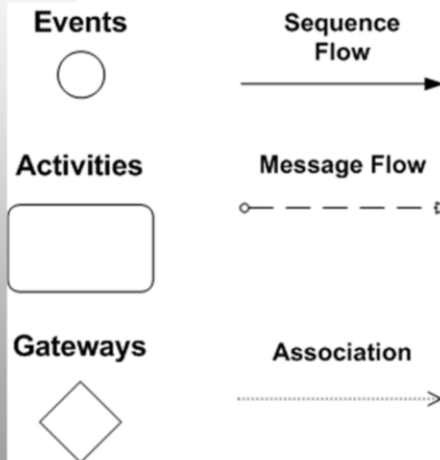 Events
Sequence
Flow
Activities
Message Flow
Gateways
Association